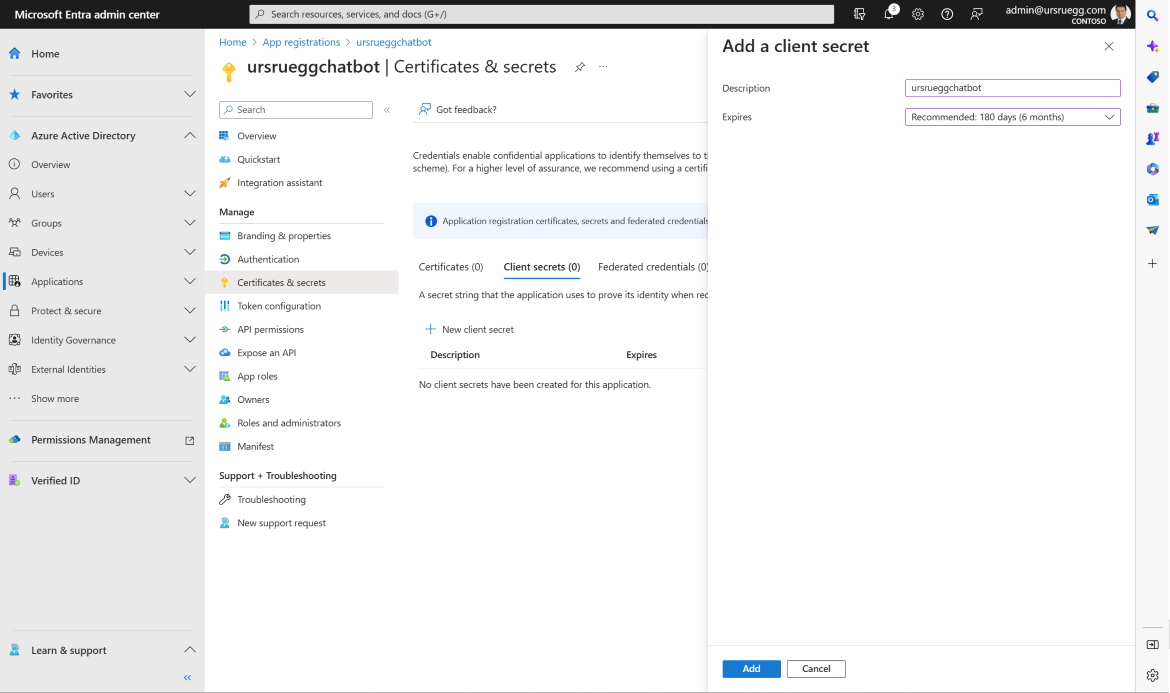 Microsoft Entra admin center
Search resources, services, and docs (G+/)
3
admin@ursruegg.com
CONTOSO
Home
Favorites
Azure Active Directory
Overview
Users
Groups
Devices
Applications
Protect & secure
Identity Governance
External Identities
Show more
Permissions Management
Verified ID
Learn & support
«
Home > App registrations > ursrueggchatbot
ursrueggchatbot | Certificates & secrets
Search
«
Overview
Quickstart
Integration assistant
Manage
Branding & properties
Authentication
Certificates & secrets
Token configuration
API permissions
Expose an API
App roles
Owners
Roles and administrators
Manifest
Support + Troubleshooting
Troubleshooting
New support request
Got feedback?
Credentials enable confidential applications to identify themselves to
scheme). For a higher level of assurance, we recommend using a
Application registration certificates, secrets and federated credentials
Certificates (0) Client secrets (0) Federated credentials (0)
A secret string that the application uses to prove its identity when
New client secret
Description Expires
No client secrets have been created for this application.
Add a client secret
Description ursrueggchatbot
Expires Recommended: 180 days (6 months)
Add Cancel